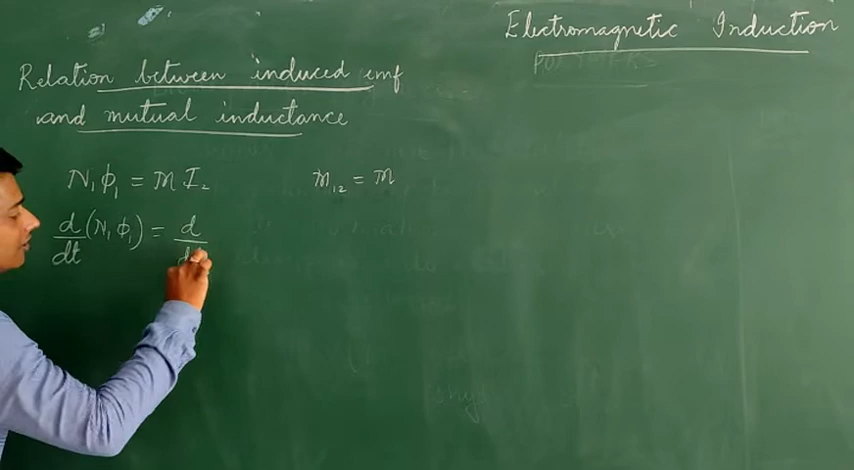 Electromagnetic Induction
Relation between induced emf
and mutual inductance
N₁ϕ₁ = M I₂
M₁₂ = M
d/dt (N₁ϕ₁) = d/d